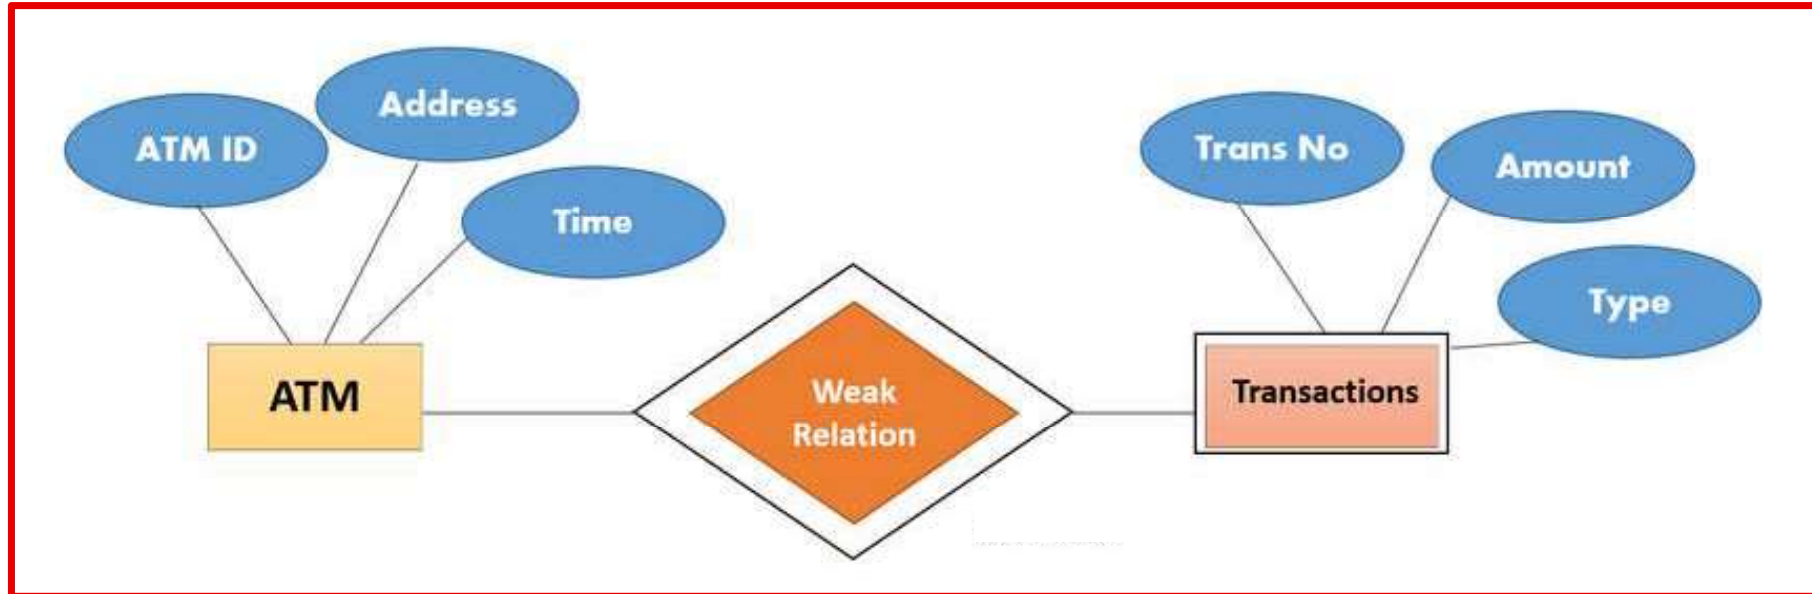 Address
ATM ID
Time
ATM
Weak
Relation
Trans No
Amount
Type
Transactions